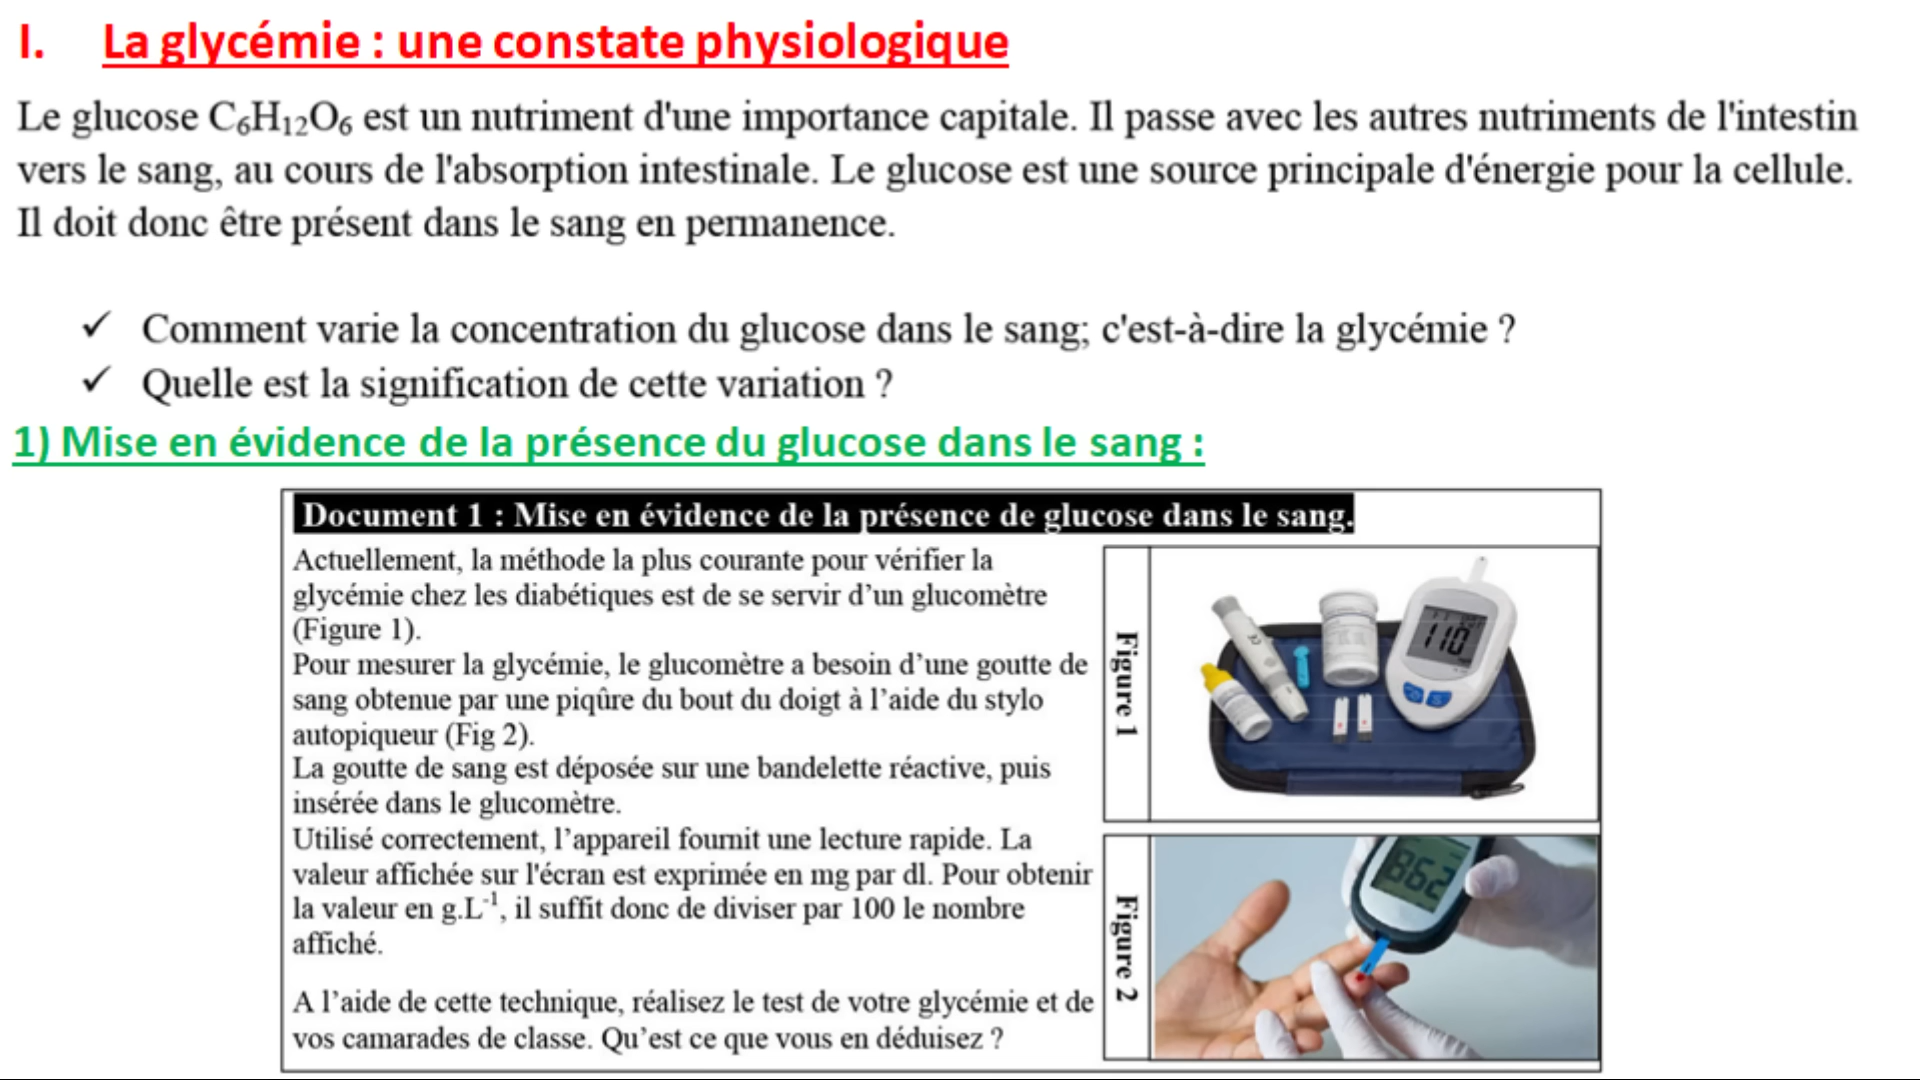 I. La glycémie : une constate physiologique
Le glucose C₆H₁₂O₆ est un nutriment d'une importance capitale. Il passe avec les autres nutriments de l'intestin
vers le sang, au cours de l'absorption intestinale. Le glucose est une source principale d'énergie pour la cellule.
Il doit donc être présent dans le sang en permanence.
✓ Comment varie la concentration du glucose dans le sang; c'est-à-dire la glycémie ?
✓ Quelle est la signification de cette variation ?
1) Mise en évidence de la présence du glucose dans le sang :
Document 1 : Mise en évidence de la présence de glucose dans le sang.
Actuellement, la méthode la plus courante pour vérifier la
glycémie chez les diabétiques est de se servir d’un glucomètre
(Figure 1).
Pour mesurer la glycémie, le glucomètre a besoin d’une goutte de
sang obtenue par une piqûre du bout du doigt à l’aide du stylo
autopiqueur (Fig 2).
La goutte de sang est déposée sur une bandelette réactive, puis
insérée dans le glucomètre.
Utilisé correctement, l’appareil fournit une lecture rapide. La
valeur affichée sur l'écran est exprimée en mg par dl. Pour obtenir
la valeur en g.L⁻¹, il suffit donc de diviser par 100 le nombre
affiché.
A l’aide de cette technique, réalisez le test de votre glycémie et de
vos camarades de classe. Qu’est ce que vous en déduisez ?
Figure 1
110
Figure 2
862